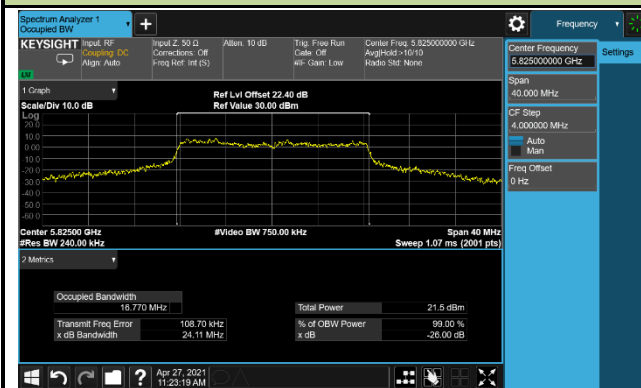 Spectrum Analyzer 1
Occupied BW
+
Frequency
KEYSIGHT
Input: RF
Coupling: DC
Align: Auto
Input Z: 50 Ω
Corrections: Off
Freq Ref: Int (S)
Atten: 10 dB
Trig: Free Run
Gate: Off
#IF Gain: Low
Center Freq: 5.825000000 GHz
Avg|Hold:>10/10
Radio Std: None
Center Frequency
5.825000000 GHz
Settings
Span
40.000 MHz
CF Step
4.000000 MHz
Auto
Man
Freq Offset
0 Hz
1 Graph
Scale/Div 10.0 dB
Ref Lvl Offset 22.40 dB
Ref Value 30.00 dBm
Log
20.0
10.0
0.00
-10.0
-20.0
-30.0
-40.0
-50.0
-60.0
Center 5.82500 GHz
#Video BW 750.00 kHz
Span 40 MHz
#Res BW 240.00 kHz
Sweep 1.07 ms (2001 pts)
2 Metrics
Occupied Bandwidth
16.770 MHz
Total Power 21.5 dBm
Transmit Freq Error 108.70 kHz
% of OBW Power 99.00 %
x dB Bandwidth 24.11 MHz
x dB -26.00 dB
?
Apr 27, 2021
11:23:19 AM